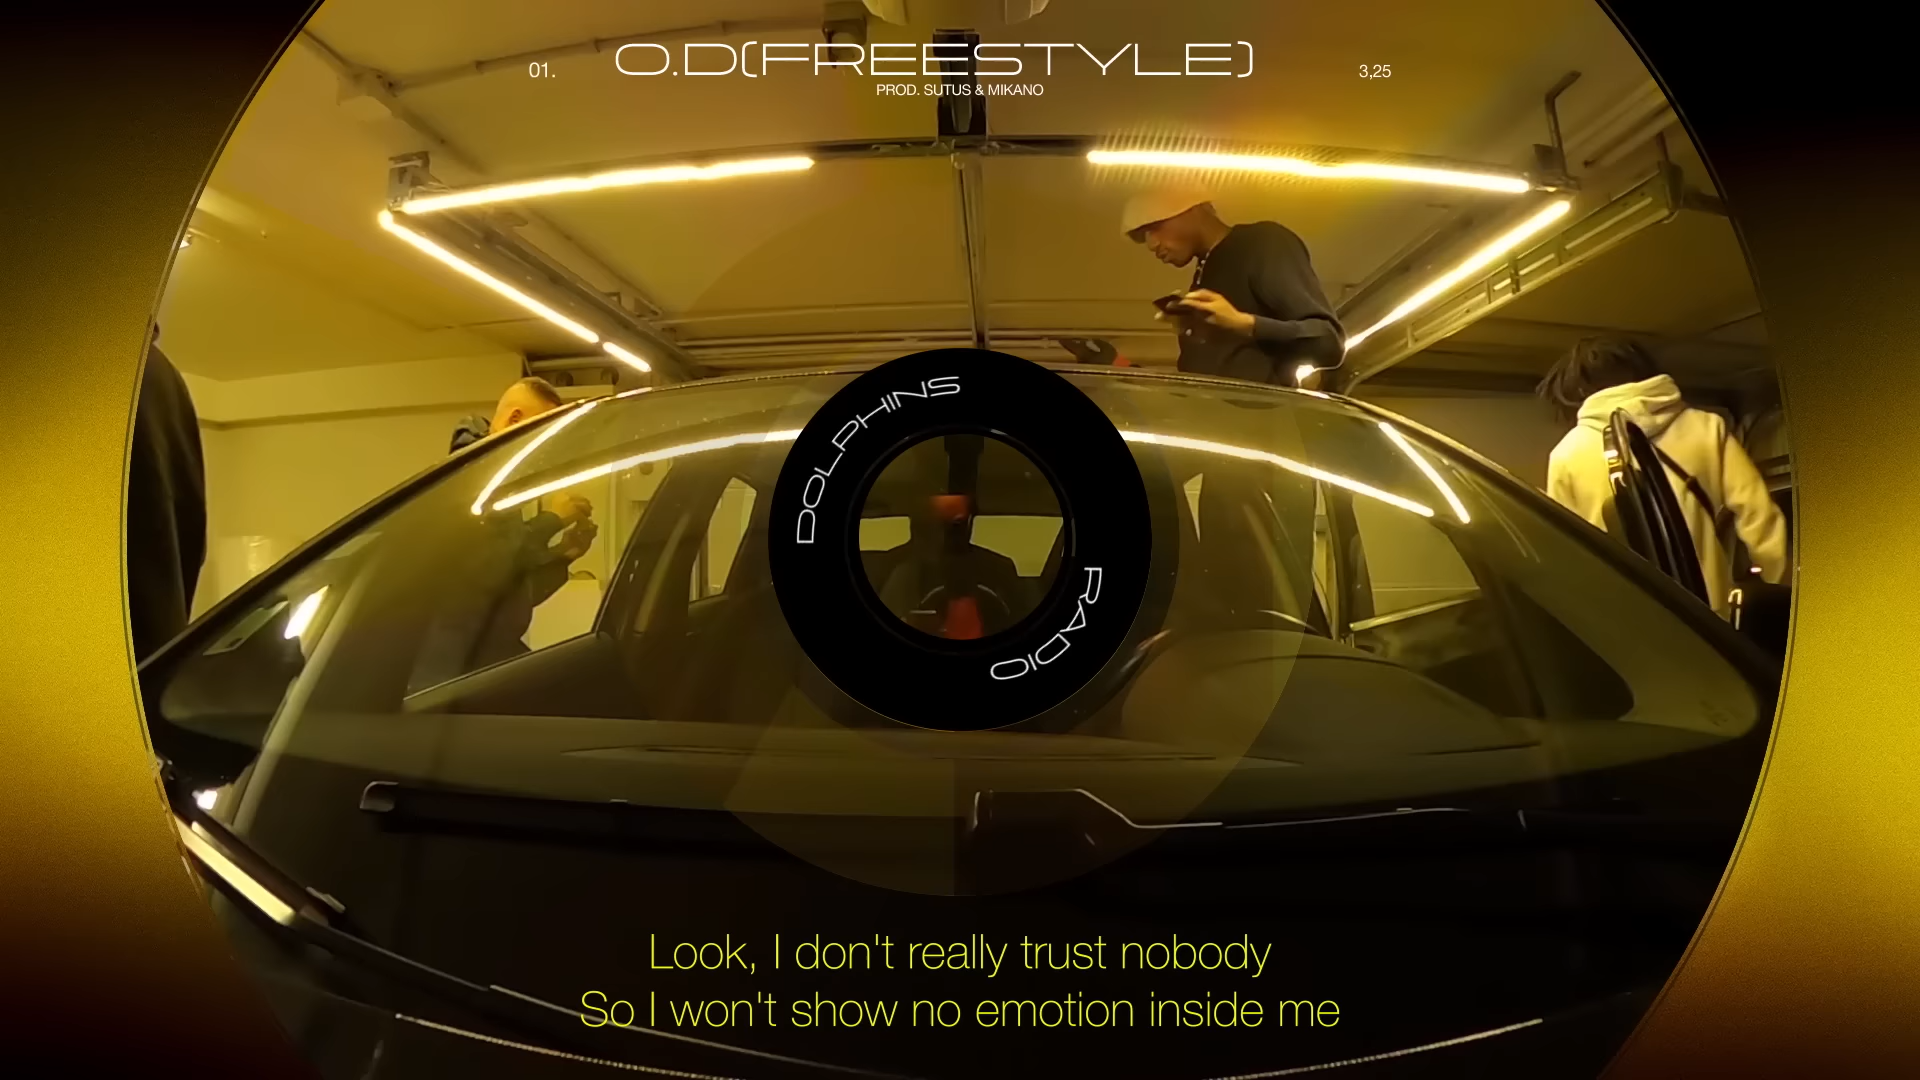 01.
O.D(FREESTYLE)
3,25
PROD. SUTUS & MIKANO
DOLPHINS
RADIO
Look, I don't really trust nobody
So I won't show no emotion inside me